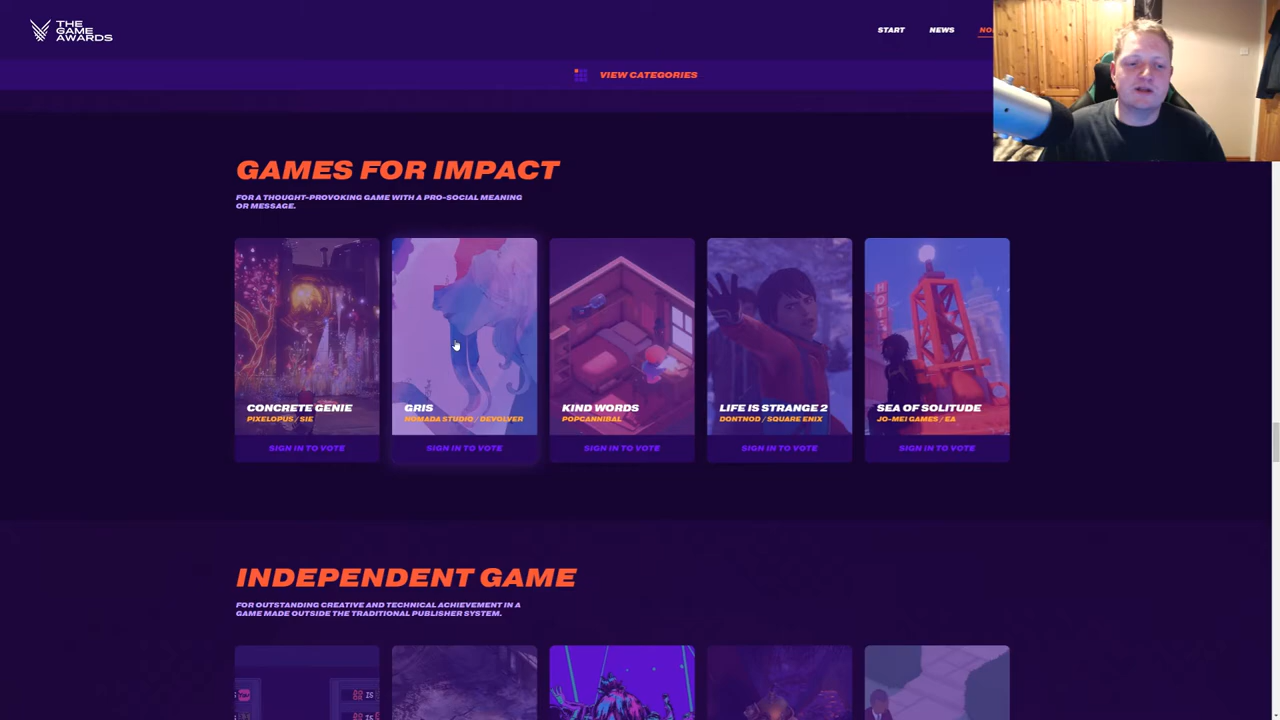 THE
GAME
AWARDS
START
NEWS
NO
VIEW CATEGORIES
GAMES FOR IMPACT
FOR A THOUGHT-PROVOKING GAME WITH A PRO-SOCIAL MEANING
OR MESSAGE.
CONCRETE GENIE
PIXELOPUS / SIE
SIGN IN TO VOTE
GRIS
NOMADA STUDIO / DEVOLVER
SIGN IN TO VOTE
KIND WORDS
POPCANNIBAL
SIGN IN TO VOTE
LIFE IS STRANGE 2
DONTNOD / SQUARE ENIX
SIGN IN TO VOTE
HOTE
SEA OF SOLITUDE
JO-MEI GAMES / EA
SIGN IN TO VOTE
INDEPENDENT GAME
FOR OUTSTANDING CREATIVE AND TECHNICAL ACHIEVEMENT IN A
GAME MADE OUTSIDE THE TRADITIONAL PUBLISHER SYSTEM.
IS